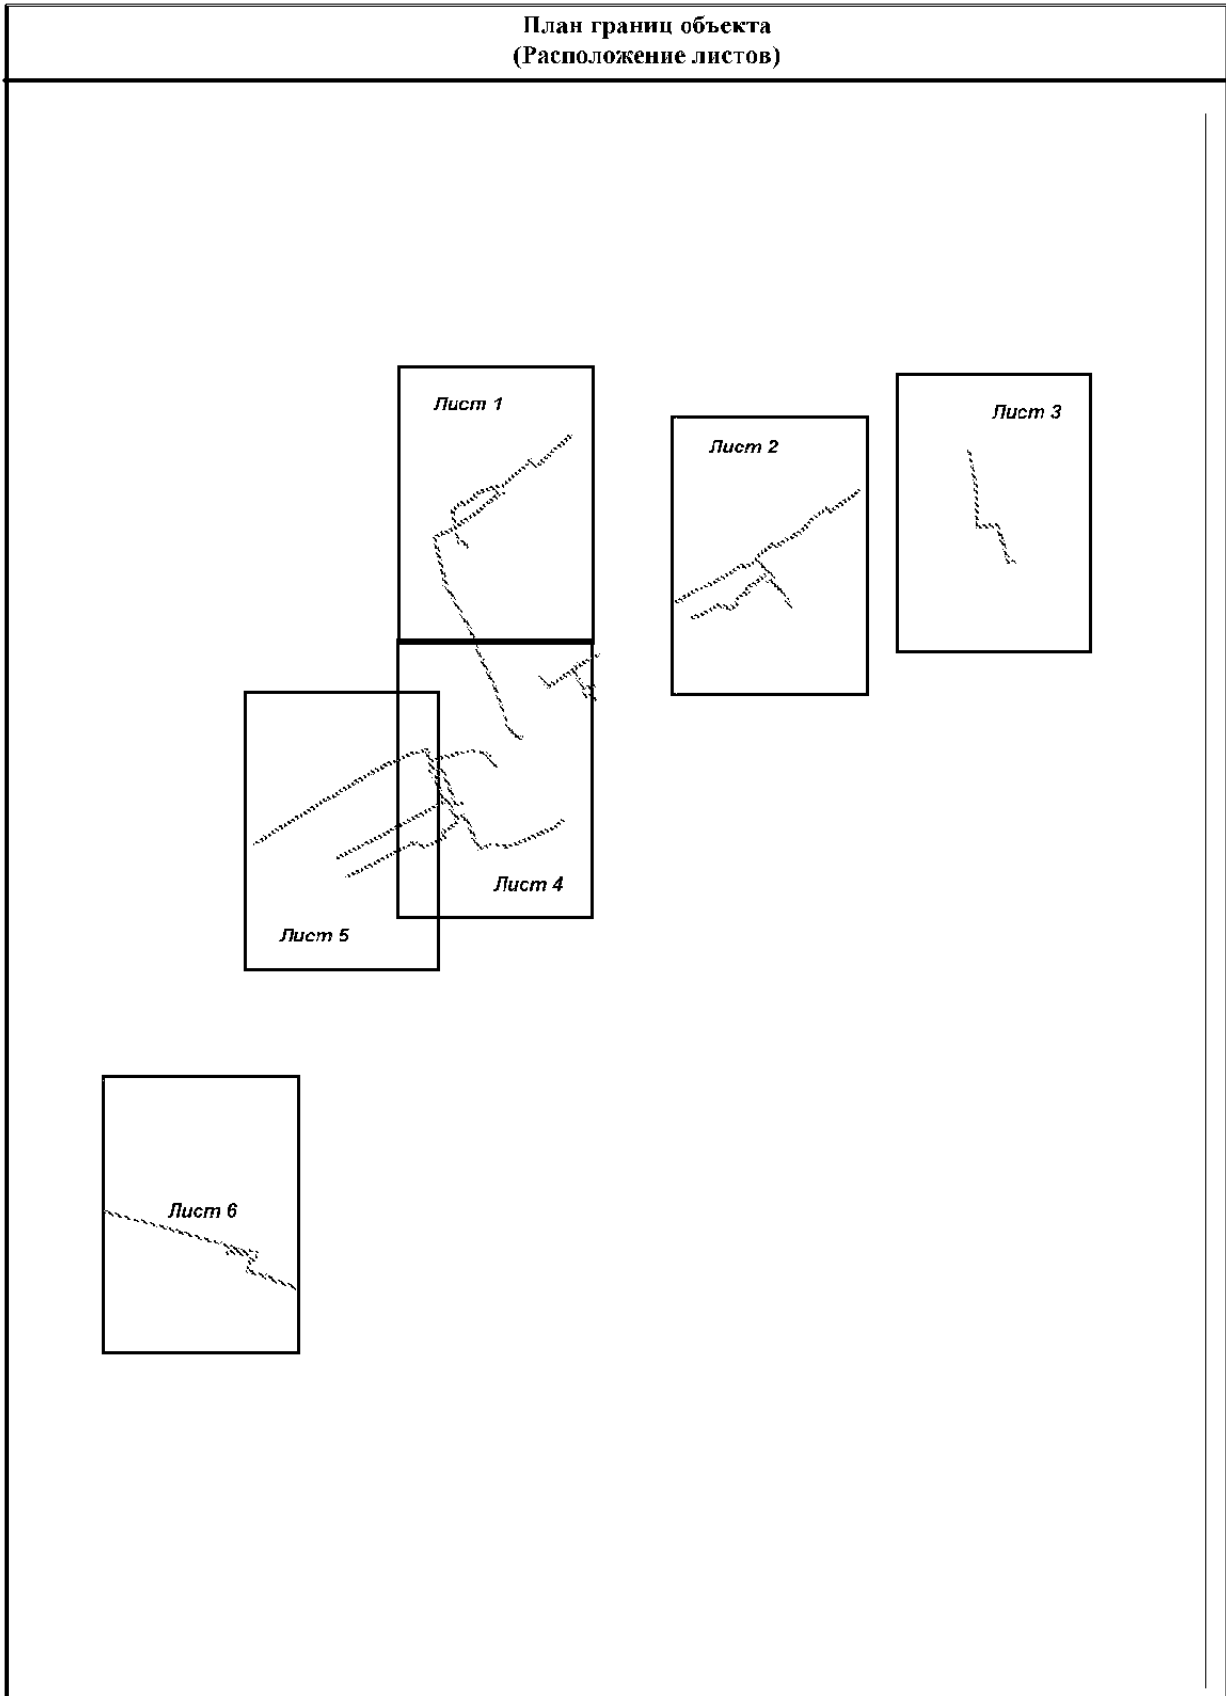 План границ объекта
(Расположение листов)
Лист 1
Лист 2
Лист 3
Лист 4
Лист 5
Лист 6